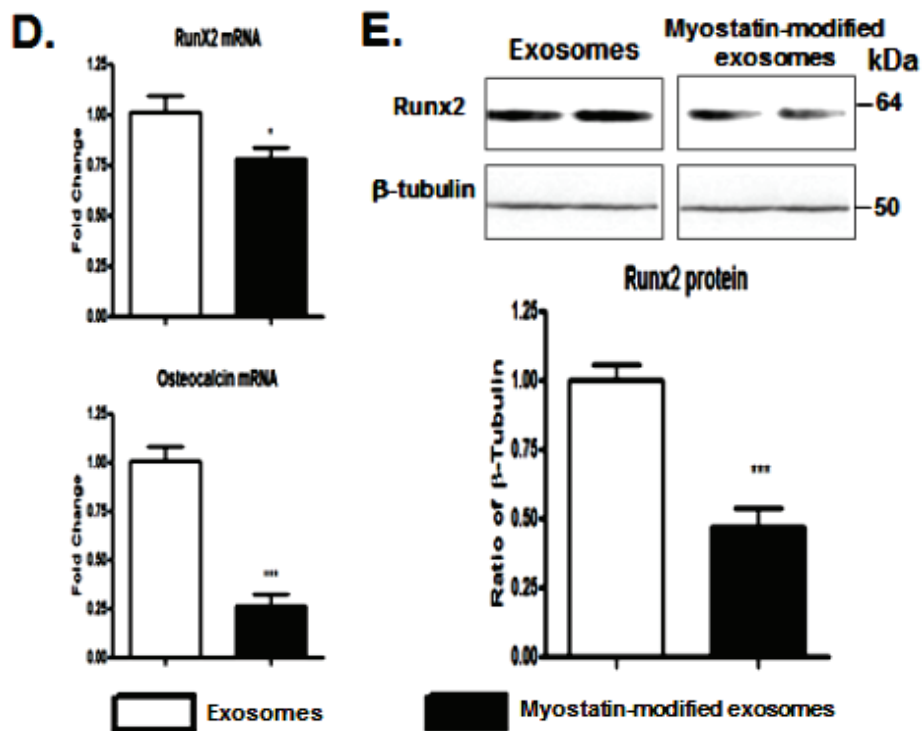 D.
RunX2 mRNA
Fold Change
1.25
1.00
0.75
0.50
0.25
0.00
*
Osteocalcin mRNA
Fold Change
1.25
1.00
0.75
0.50
0.25
0.00
***
E.
Exosomes
Myostatin-modified
exosomes
kDa
Runx2
64
β-tubulin
50
Runx2 protein
Ratio of β-Tubulin
1.25
1.00
0.75
0.50
0.25
0.00
***
Exosomes
Myostatin-modified exosomes